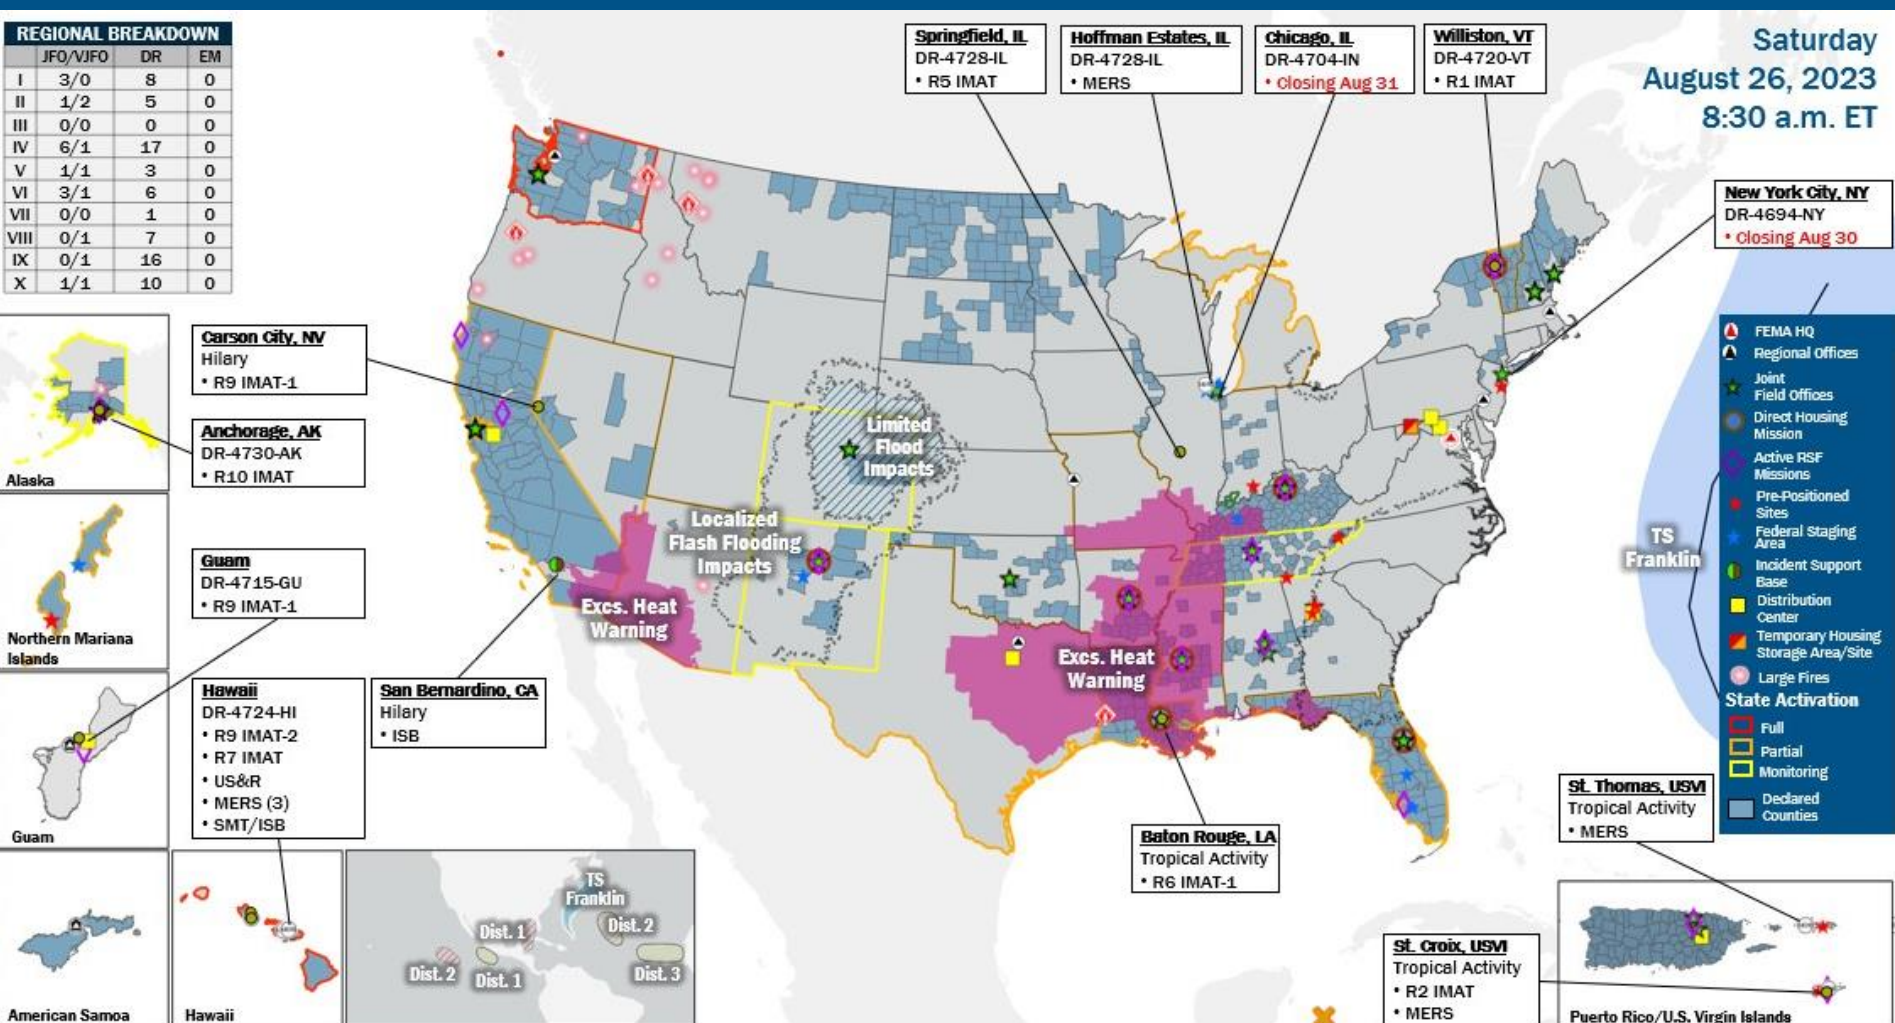 REGIONAL BREAKDOWN
JFO/VJFO DR EM
I 3/0 8 0
II 1/2 5 0
III 0/0 0 0
IV 6/1 17 0
V 1/1 3 0
VI 3/1 6 0
VII 0/0 1 0
VIII 0/1 7 0
IX 0/1 16 0
X 1/1 10 0
Springfield, IL
DR-4728-IL
• R5 IMAT
Hoffman Estates, IL
DR-4728-IL
• MERS
Chicago, IL
DR-4704-IN
• Closing Aug 31
Williston, VT
DR-4720-VT
• R1 IMAT
Saturday
August 26, 2023
8:30 a.m. ET
New York City, NY
DR-4694-NY
• Closing Aug 30
Carson City, NV
Hilary
• R9 IMAT-1
Anchorage, AK
DR-4730-AK
• R10 IMAT
Alaska
Guam
DR-4715-GU
• R9 IMAT-1
Northern Mariana
Islands
Hawaii
DR-4724-HI
• R9 IMAT-2
• R7 IMAT
• US&R
• MERS (3)
• SMT/ISB
San Bernardino, CA
Hilary
• ISB
Guam
American Samoa
Hawaii
Limited
Flood
Impacts
Localized
Flash Flooding
Impacts
Excs. Heat
Warning
Excs. Heat
Warning
TS
Franklin
FEMA HQ
Regional Offices
Joint
Field Offices
Direct Housing
Mission
Active RSF
Missions
Pre-Positioned
Sites
Federal Staging
Area
Incident Support
Base
Distribution
Center
Temporary Housing
Storage Area/Site
Large Fires
State Activation
Full
Partial
Monitoring
Declared
Counties
TS
Franklin
Dist. 1
Dist. 2
Dist. 2
Dist. 1
Dist. 3
Baton Rouge, LA
Tropical Activity
• R6 IMAT-1
St. Thomas, USVI
Tropical Activity
• MERS
St. Croix, USVI
Tropical Activity
• R2 IMAT
• MERS
Puerto Rico/U.S. Virgin Islands